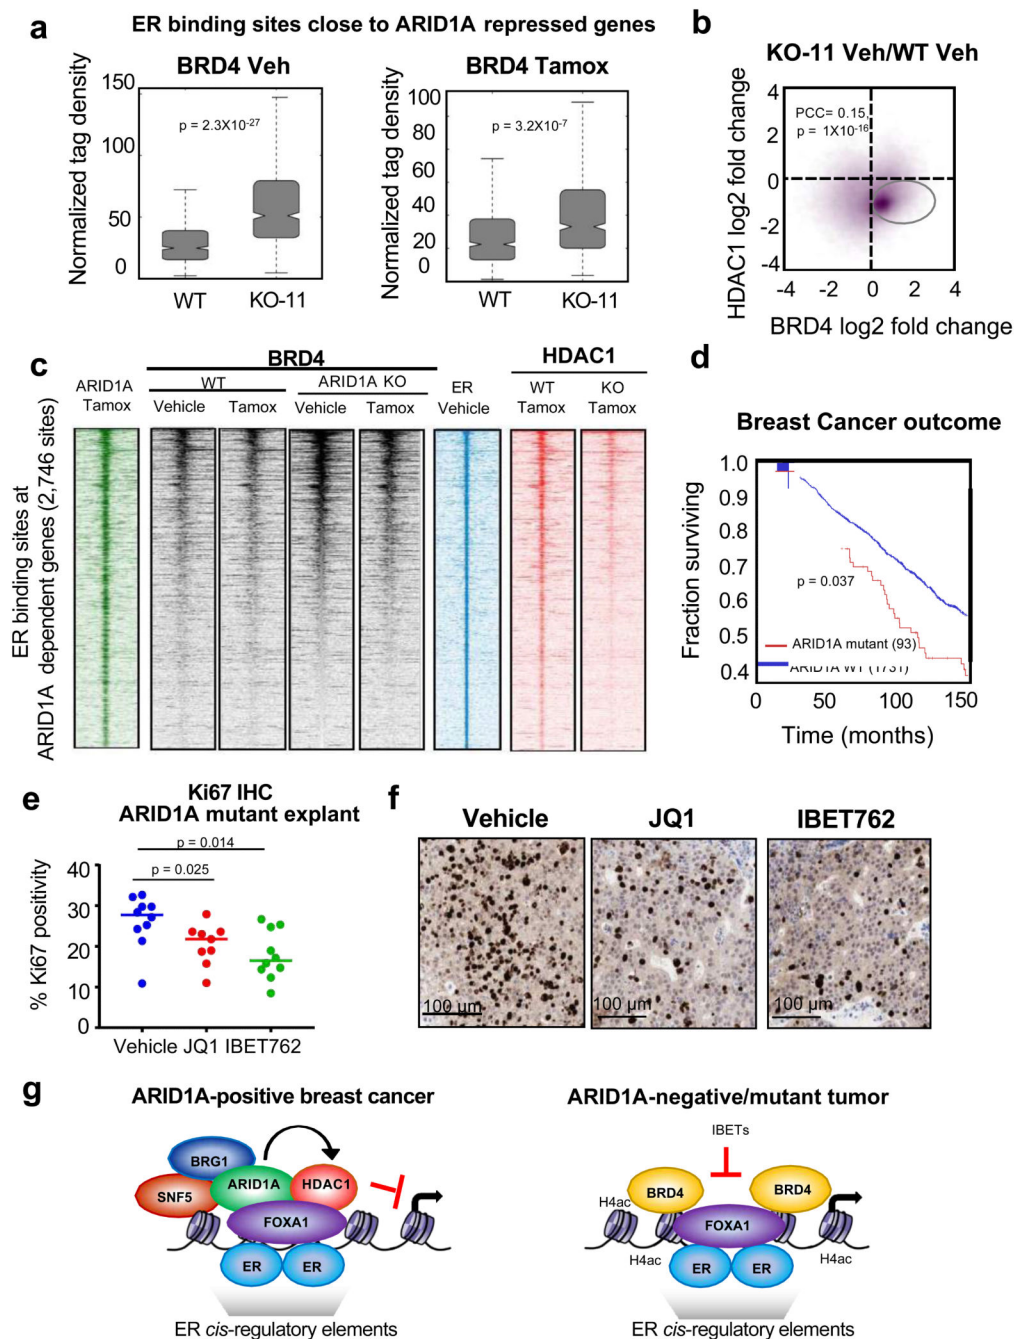 a
ER binding sites close to ARID1A repressed genes
BRD4 Veh
Normalized tag density
150
100
50
0
p = 2.3X10-27
WT
KO-11
BRD4 Tamox
Normalized tag density
100
80
60
40
20
0
p = 3.2X10-7
WT
KO-11
b
KO-11 Veh/WT Veh
HDAC1 log2 fold change
4
2
0
-2
-4
PCC= 0.15,
p = 1X10-16
-4 -2 0 2 4
BRD4 log2 fold change
c
BRD4
HDAC1
ARID1A
Tamox
WT
ARID1A KO
Vehicle
Tamox
Vehicle
Tamox
ER
Vehicle
WT
Tamox
KO
Tamox
ER binding sites at
ARID1A dependent genes (2,746 sites)
d
Breast Cancer outcome
Fraction surviving
1.0
0.9
0.8
0.7
0.6
0.5
0.4
p = 0.037
ARID1A mutant (93)
ARID1A WT (1731)
0 50 100 150
Time (months)
e
Ki67 IHC
ARID1A mutant explant
% Ki67 positivity
40
30
20
10
0
p = 0.014
p = 0.025
Vehicle JQ1 IBET762
f
Vehicle
JQ1
IBET762
100 µm
100 µm
100 µm
g
ARID1A-positive breast cancer
BRG1
SNF5
ARID1A
HDAC1
FOXA1
ER
ER
ER cis-regulatory elements
ARID1A-negative/mutant tumor
IBETs
BRD4
BRD4
H4ac
FOXA1
H4ac
H4ac
ER
ER
ER cis-regulatory elements